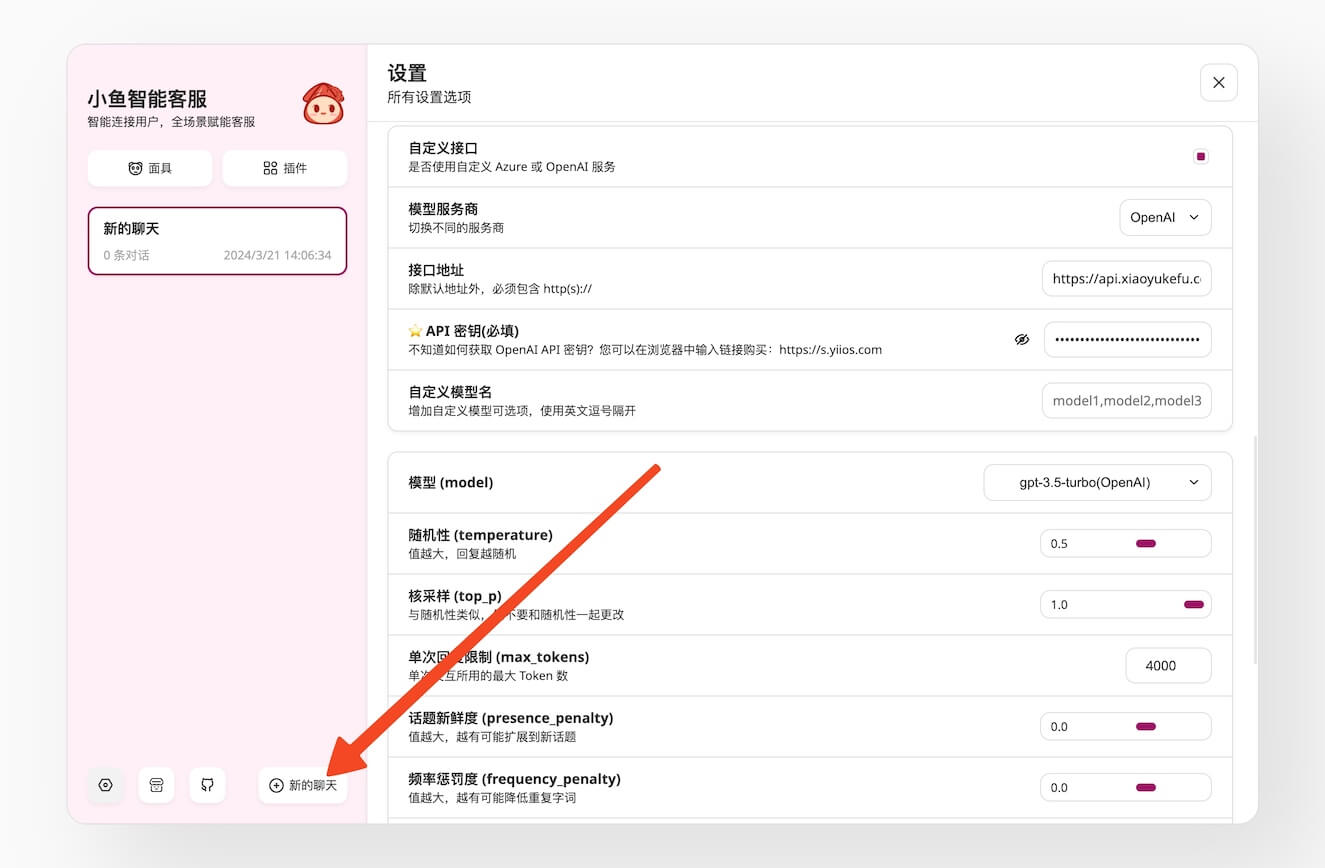 小鱼智能客服
智能连接用户，全场景赋能客服
面具
插件
新的聊天
0 条对话
2024/3/21 14:06:34
新的聊天
设置
所有设置选项
自定义接口
是否使用自定义 Azure 或 OpenAI 服务
模型服务商
切换不同的服务商
OpenAI
接口地址
除默认地址外，必须包含 http(s)://
https://api.xiaoyukefu.c
⭐ API 密钥(必填)
不知道如何获取 OpenAI API 密钥？您可以在浏览器中输入链接购买：https://s.yiios.com
自定义模型名
增加自定义模型可选项，使用英文逗号隔开
model1,model2,model3
模型 (model)
gpt-3.5-turbo(OpenAI)
随机性 (temperature)
值越大，回复越随机
0.5
核采样 (top_p)
与随机性类似，不要和随机性一起更改
1.0
单次回复限制 (max_tokens)
单次交互所用的最大 Token 数
4000
话题新鲜度 (presence_penalty)
值越大，越有可能扩展到新话题
0.0
频率惩罚度 (frequency_penalty)
值越大，越有可能降低重复字词
0.0